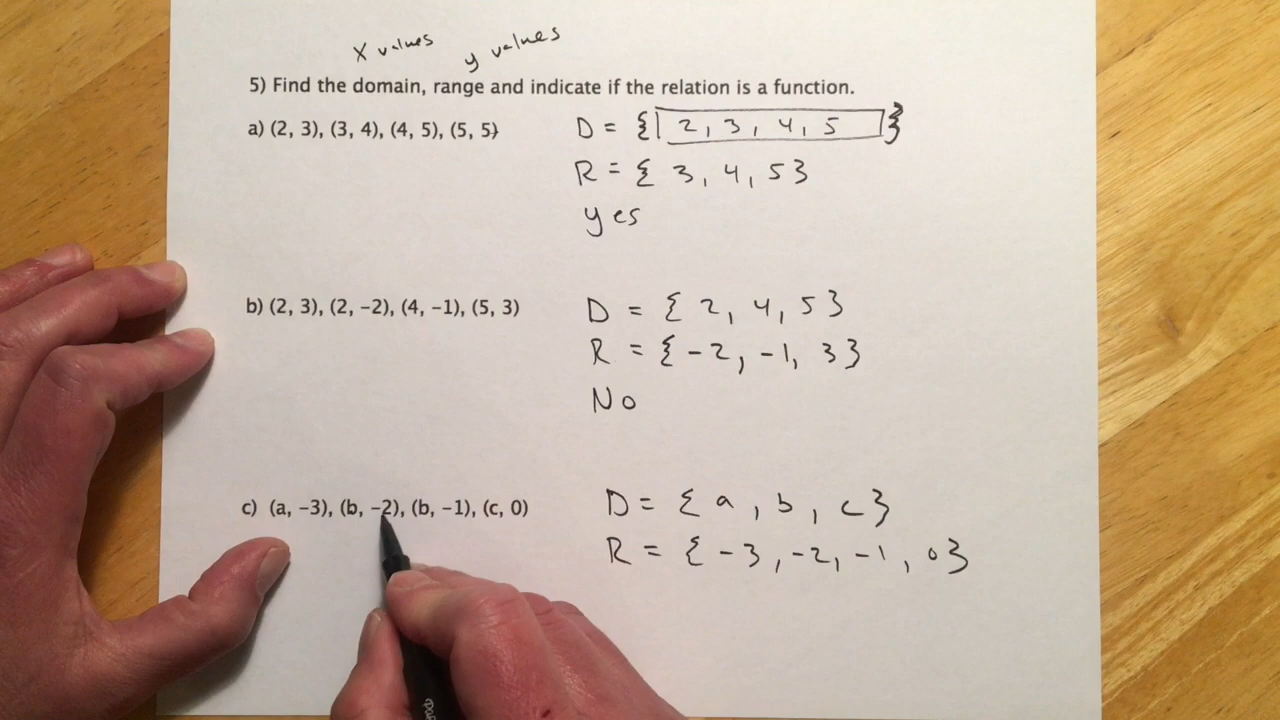 x values y values
5) Find the domain, range and indicate if the relation is a function.
a) (2, 3), (3, 4), (4, 5), (5, 5) D = { 2, 3, 4, 5 }
R = { 3, 4, 5 }
yes
b) (2, 3), (2, −2), (4, −1), (5, 3) D = { 2, 4, 5 }
R = { -2, -1, 3 }
No
c) (a, −3), (b, −2), (b, −1), (c, 0) D = { a, b, c }
R = { -3, -2, -1, 0 }